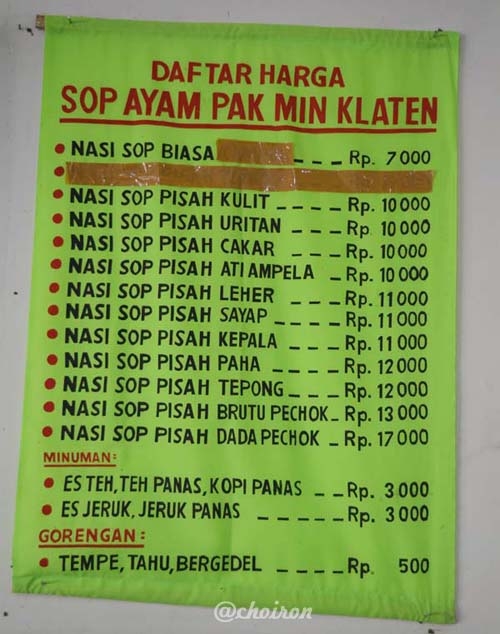 DAFTAR HARGA
SOP AYAM PAK MIN KLATEN
• NASI SOP BIASA _ _ _ Rp. 7000
• NASI SOP PISAH KULIT _ _ _ _ Rp. 10000
• NASI SOP PISAH URITAN _ _ _ Rp. 10000
• NASI SOP PISAH CAKAR _ _ _ Rp. 10000
• NASI SOP PISAH ATI AMPELA _ Rp. 10000
• NASI SOP PISAH LEHER _ _ _ Rp. 11000
• NASI SOP PISAH SAYAP _ _ _ Rp. 11000
• NASI SOP PISAH KEPALA _ _ _ Rp. 11000
• NASI SOP PISAH PAHA _ _ _ _ Rp. 12000
• NASI SOP PISAH TEPONG _ _ _ Rp. 12000
• NASI SOP PISAH BRUTU PECHOK _ Rp. 13000
• NASI SOP PISAH DADA PECHOK _ Rp. 17000
MINUMAN:
• ES TEH, TEH PANAS, KOPI PANAS _ _ Rp. 3000
• ES JERUK, JERUK PANAS _ _ _ _ _ Rp. 3000
GORENGAN:
• TEMPE, TAHU, BERGEDEL _ _ _ _ Rp. 500
@choiron